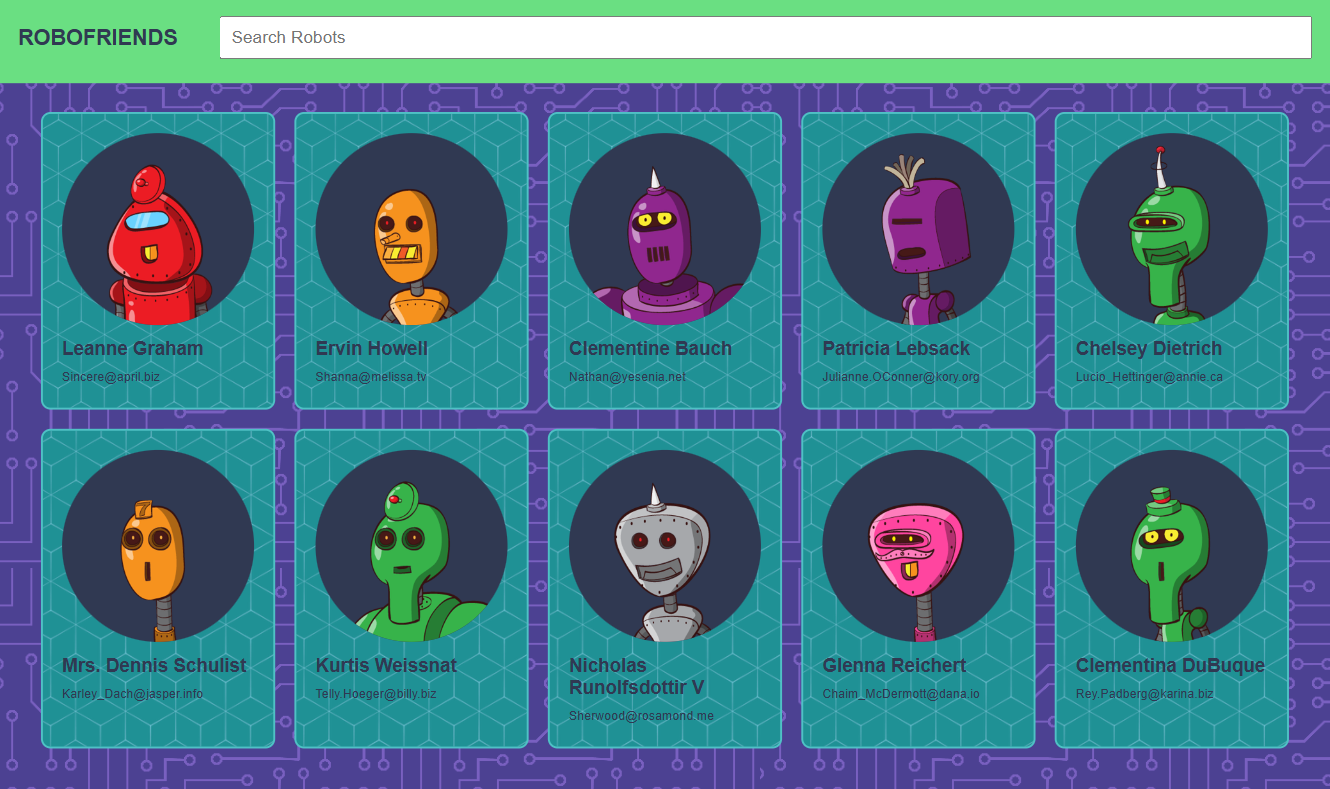 ROBOFRIENDS
Search Robots
Leanne Graham
Sincere@april.biz
Ervin Howell
Shanna@melissa.tv
Clementine Bauch
Nathan@yesenia.net
Patricia Lebsack
Julianne.OConner@kory.org
Chelsey Dietrich
Lucio_Hettinger@annie.ca
Mrs. Dennis Schulist
Karley_Dach@jasper.info
Kurtis Weissnat
Telly.Hoeger@billy.biz
Nicholas
Runolfsdottir V
Sherwood@rosamond.me
Glenna Reichert
Chaim_McDermott@dana.io
Clementina DuBuque
Rey.Padberg@karina.biz